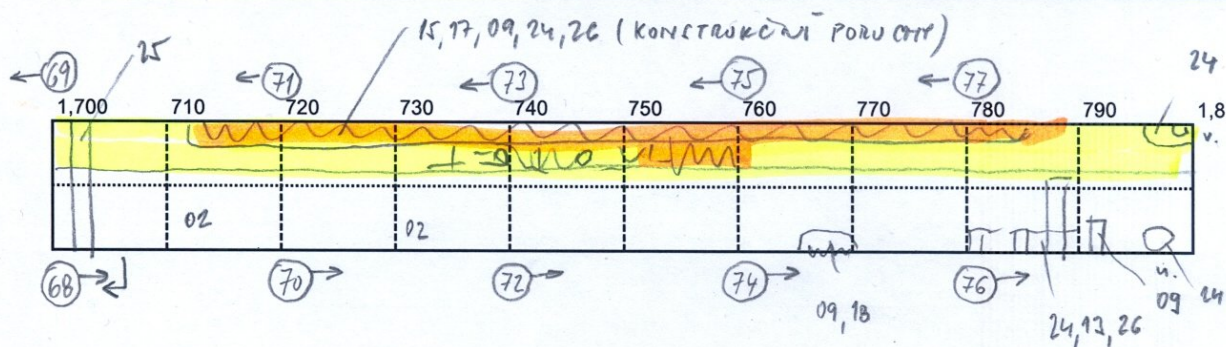 15, 17, 09, 24, 26 (KONSTRUKČNÍ PORUCHY)
25
24
69 71 73 75 77
1,700 710 720 730 740 750 760 770 780 790 1,8
v.
02 02
68 70 72 74 76
09, 13
24, 13, 26
09
24